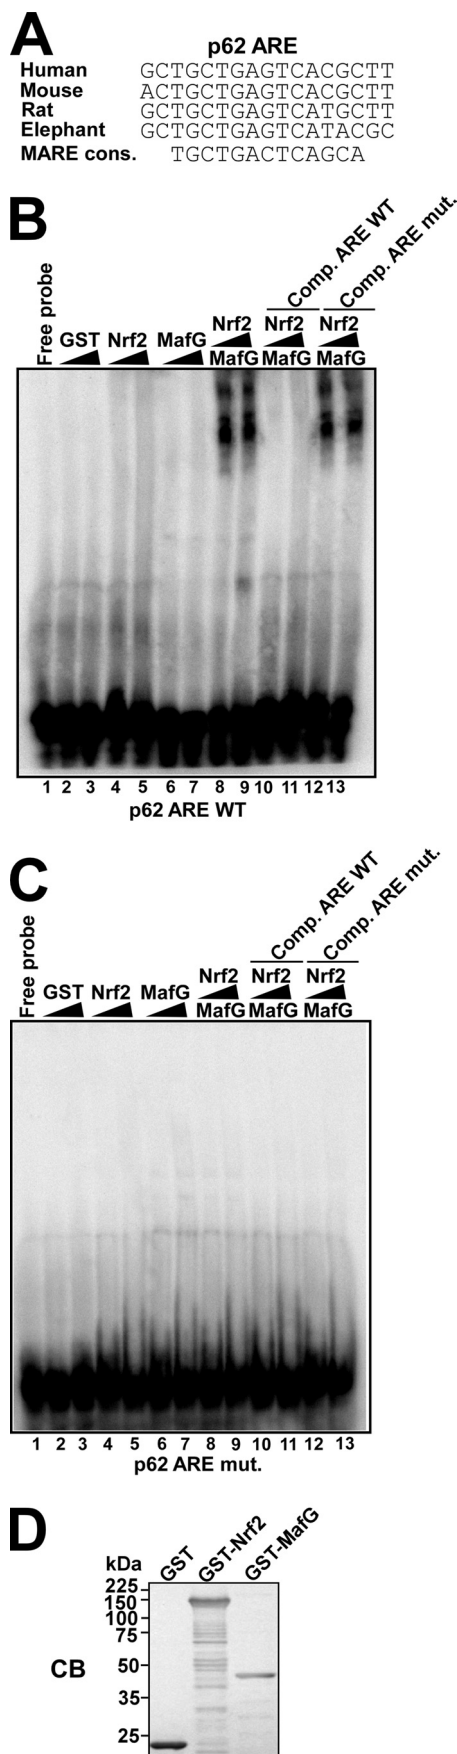 A
p62 ARE
Human GCTGCTGAGTCACGCTT
Mouse ACTGCTGAGTCACGCTT
Rat GCTGCTGAGTCATGCTT
Elephant GCTGCTGAGTCATACGC
MARE cons. TGCTGACTCAGCA
B
Comp. ARE WT
Comp. ARE mut.
Free probe
Nrf2 Nrf2 Nrf2
GST Nrf2 MafG
MafG MafG MafG
1 2 3 4 5 6 7 8 9 10 11 12 13
p62 ARE WT
C
Comp. ARE WT
Comp. ARE mut.
Free probe
Nrf2 Nrf2 Nrf2
GST Nrf2 MafG
MafG MafG MafG
1 2 3 4 5 6 7 8 9 10 11 12 13
p62 ARE mut.
D
kDa GST GST-Nrf2 GST-MafG
225
150
100
75
CB 50
35
25